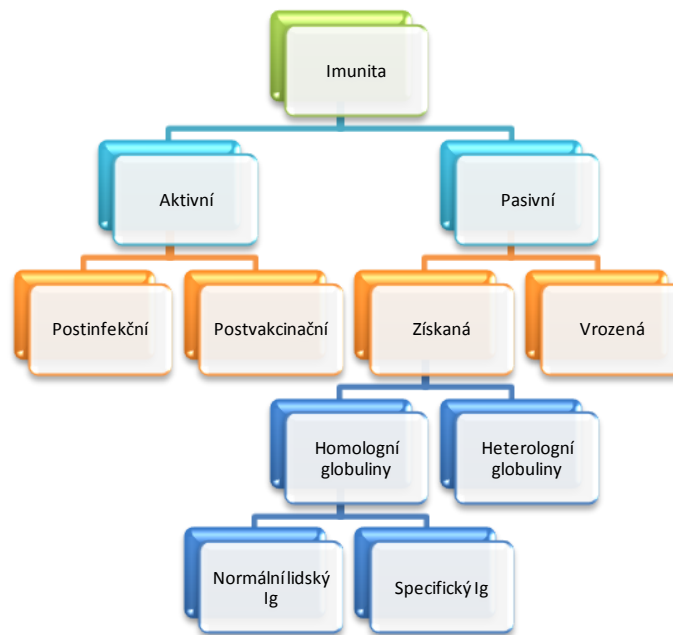 Imunita
Aktivní
Pasivní
Postinfekční
Postvakcinační
Získaná
Vrozená
Homologní
globuliny
Heterologní
globuliny
Normální lidský
Ig
Specifický Ig